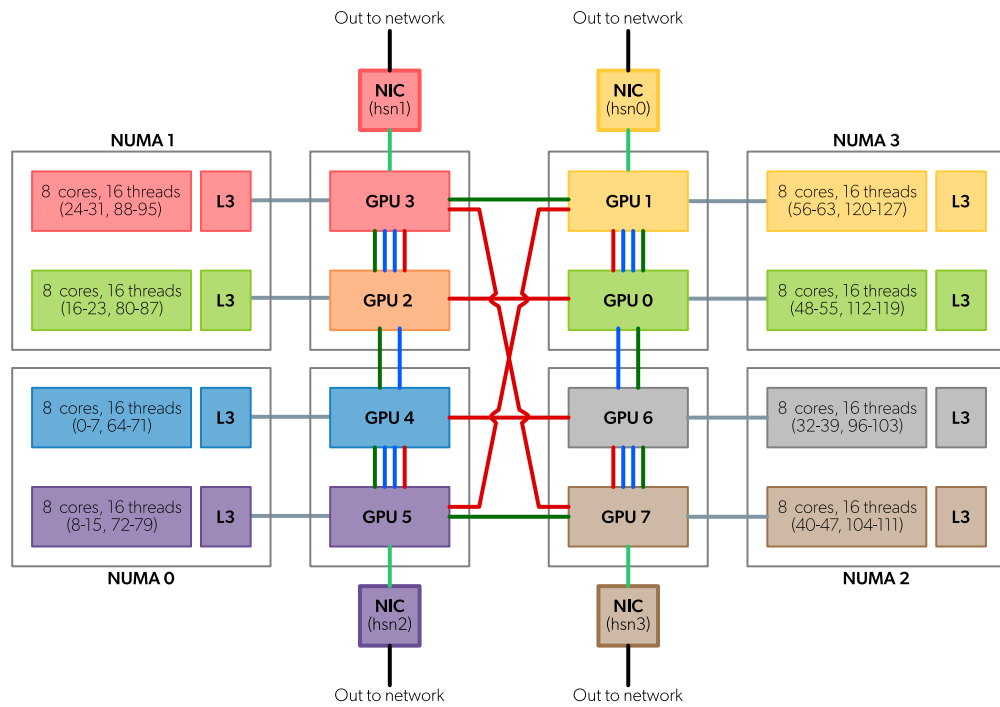 Out to network
Out to network
NIC
(hsn1)
NIC
(hsn0)
NUMA 1
NUMA 3
8 cores, 16 threads
(24-31, 88-95)
L3
GPU 3
GPU 1
8 cores, 16 threads
(56-63, 120-127)
L3
8 cores, 16 threads
(16-23, 80-87)
L3
GPU 2
GPU 0
8 cores, 16 threads
(48-55, 112-119)
L3
8 cores, 16 threads
(0-7, 64-71)
L3
GPU 4
GPU 6
8 cores, 16 threads
(32-39, 96-103)
L3
8 cores, 16 threads
(8-15, 72-79)
L3
GPU 5
GPU 7
8 cores, 16 threads
(40-47, 104-111)
L3
NUMA 0
NUMA 2
NIC
(hsn2)
NIC
(hsn3)
Out to network
Out to network